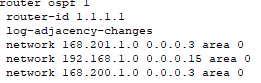 router ospf 1
router-id 1.1.1.1
log-adjacency-changes
network 168.201.1.0 0.0.0.3 area 0
network 192.168.1.0 0.0.0.15 area 0
network 168.200.1.0 0.0.0.3 area 0